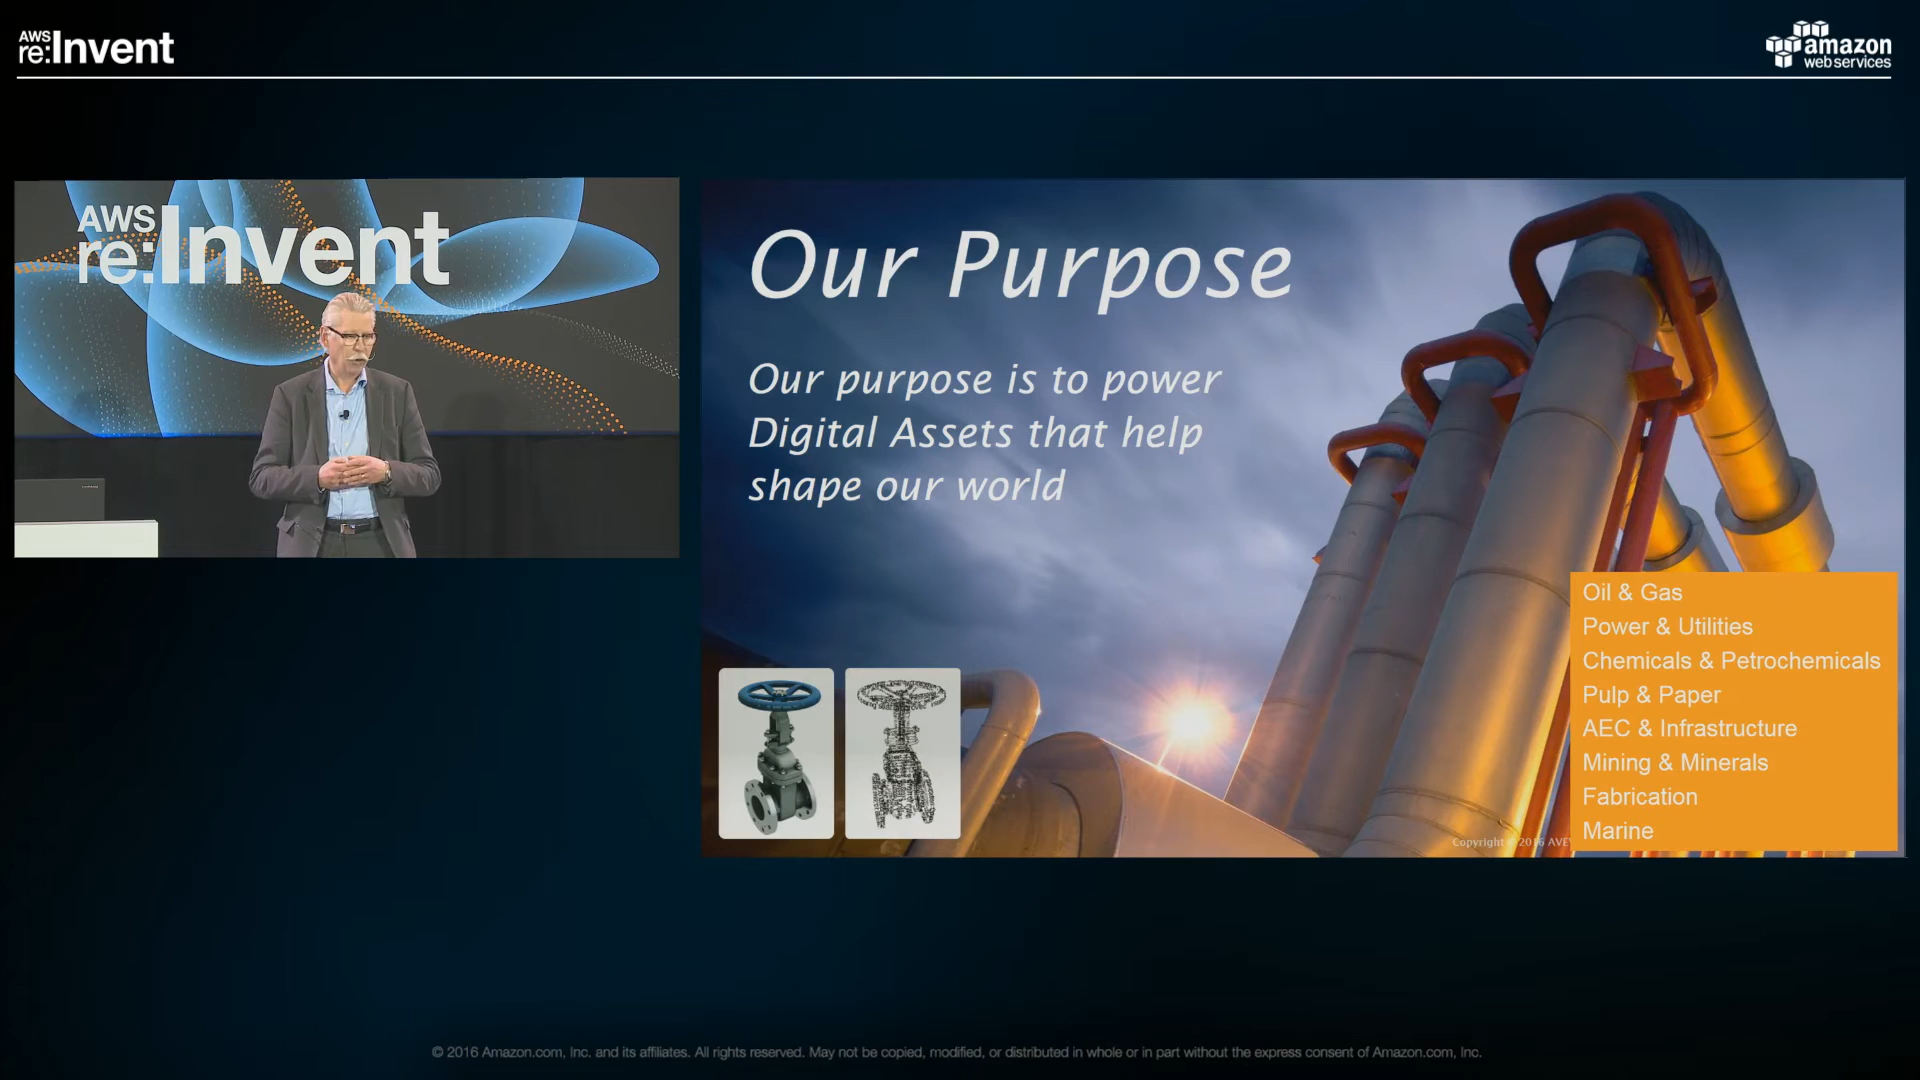 AWS
re:Invent
amazon
web services
AWS
re:Invent
Our Purpose
Our purpose is to power
Digital Assets that help
shape our world
Oil & Gas
Power & Utilities
Chemicals & Petrochemicals
Pulp & Paper
AEC & Infrastructure
Mining & Minerals
Fabrication
Marine
Copyright © 2016 AVE
© 2016 Amazon.com, Inc. and its affiliates. All rights reserved. May not be copied, modified, or distributed in whole or in part without the express consent of Amazon.com, Inc.